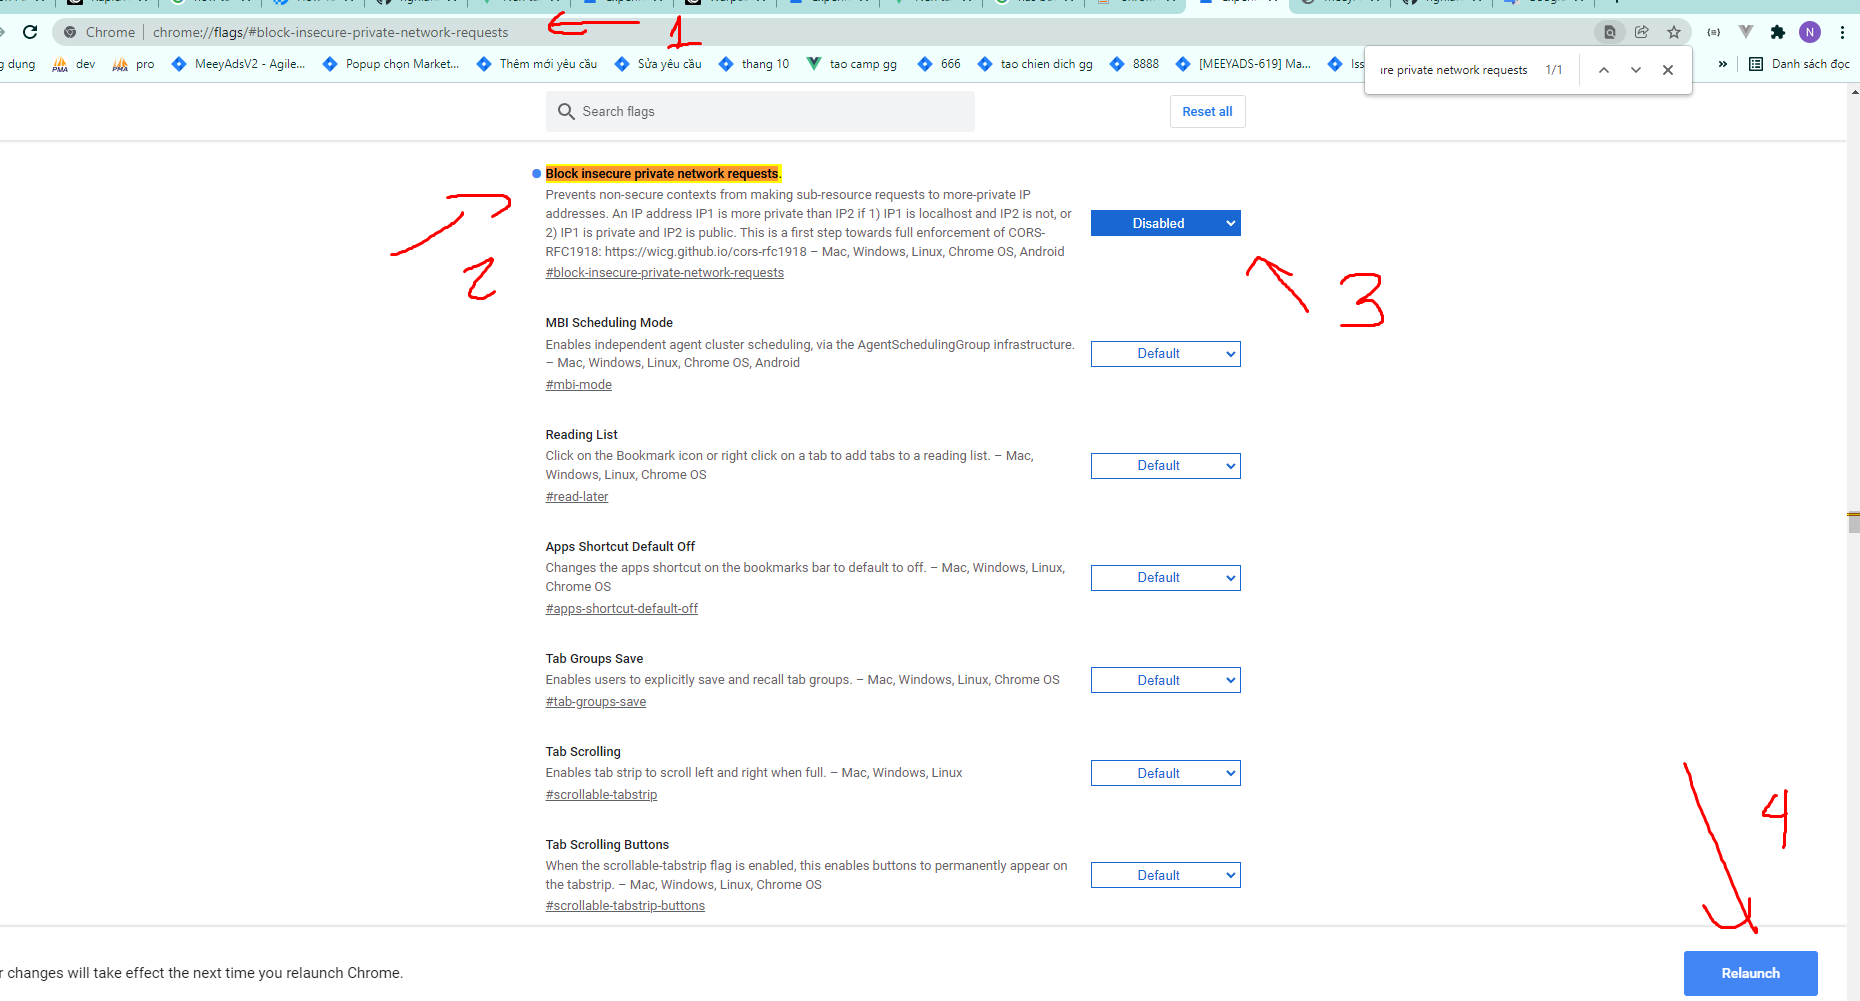 Chrome | chrome://flags/#block-insecure-private-network-requests
1
N
g dụng dev pro MeeyAdsV2 - Agile... Popup chọn Market... Thêm mới yêu cầu Sửa yêu cầu thang 10 tao camp gg 666 tao chien dich gg 8888 [MEEYADS-619] Ma... Iss » Danh sách đọc
ire private network requests 1/1
Search flags
Reset all
Block insecure private network requests.
Prevents non-secure contexts from making sub-resource requests to more-private IP
addresses. An IP address IP1 is more private than IP2 if 1) IP1 is localhost and IP2 is not, or
2) IP1 is private and IP2 is public. This is a first step towards full enforcement of CORS-
RFC1918: https://wicg.github.io/cors-rfc1918 – Mac, Windows, Linux, Chrome OS, Android
#block-insecure-private-network-requests
Disabled
2
3
MBI Scheduling Mode
Enables independent agent cluster scheduling, via the AgentSchedulingGroup infrastructure.
– Mac, Windows, Linux, Chrome OS, Android
#mbi-mode
Default
Reading List
Click on the Bookmark icon or right click on a tab to add tabs to a reading list. – Mac,
Windows, Linux, Chrome OS
#read-later
Default
Apps Shortcut Default Off
Changes the apps shortcut on the bookmarks bar to default to off. – Mac, Windows, Linux,
Chrome OS
#apps-shortcut-default-off
Default
Tab Groups Save
Enables users to explicitly save and recall tab groups. – Mac, Windows, Linux, Chrome OS
#tab-groups-save
Default
Tab Scrolling
Enables tab strip to scroll left and right when full. – Mac, Windows, Linux
#scrollable-tabstrip
Default
4
Tab Scrolling Buttons
When the scrollable-tabstrip flag is enabled, this enables buttons to permanently appear on
the tabstrip. – Mac, Windows, Linux, Chrome OS
#scrollable-tabstrip-buttons
Default
r changes will take effect the next time you relaunch Chrome.
Relaunch